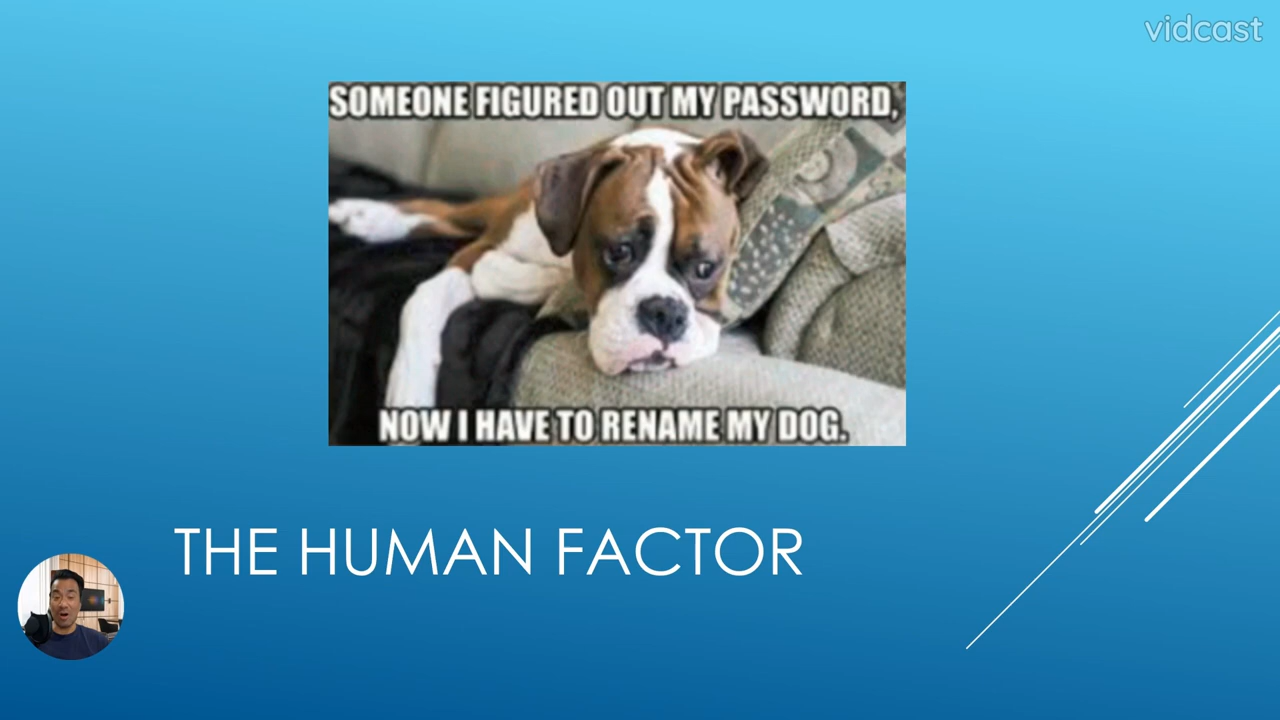 vidcast
SOMEONE FIGURED OUT MY PASSWORD,
NOW I HAVE TO RENAME MY DOG.
THE HUMAN FACTOR